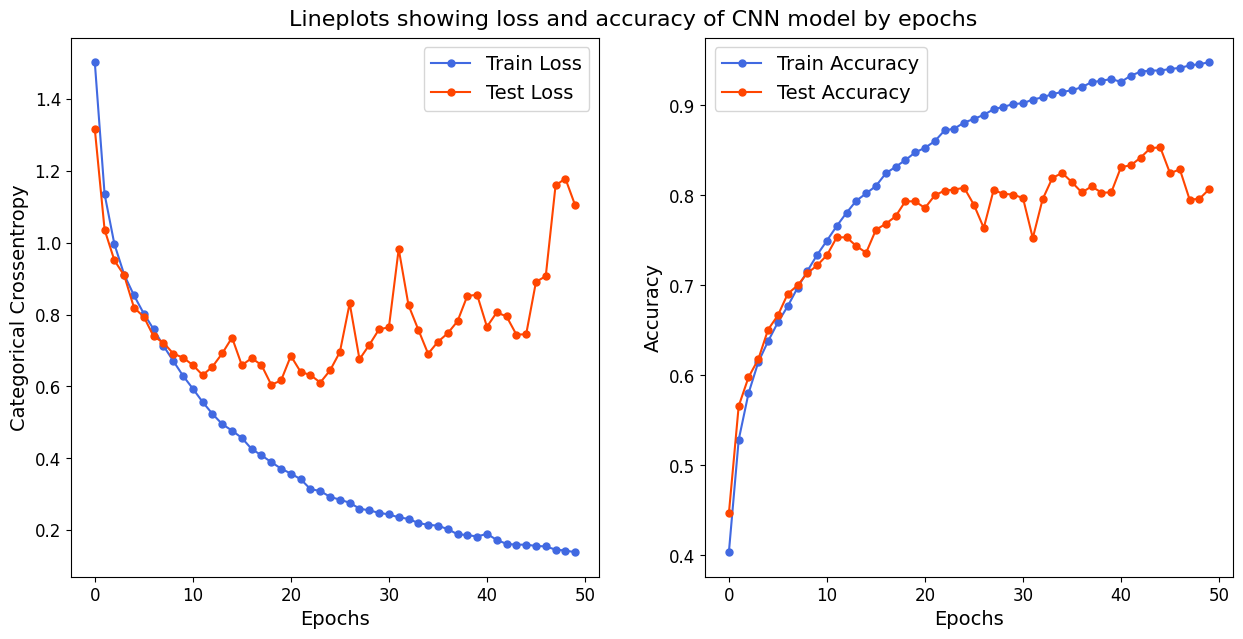 Lineplots showing loss and accuracy of CNN model by epochs
Train Loss
Test Loss
Categorical Crossentropy
1.4
1.2
1.0
0.8
0.6
0.4
0.2
0 10 20 30 40 50
Epochs
Train Accuracy
Test Accuracy
Accuracy
0.9
0.8
0.7
0.6
0.5
0.4
0 10 20 30 40 50
Epochs